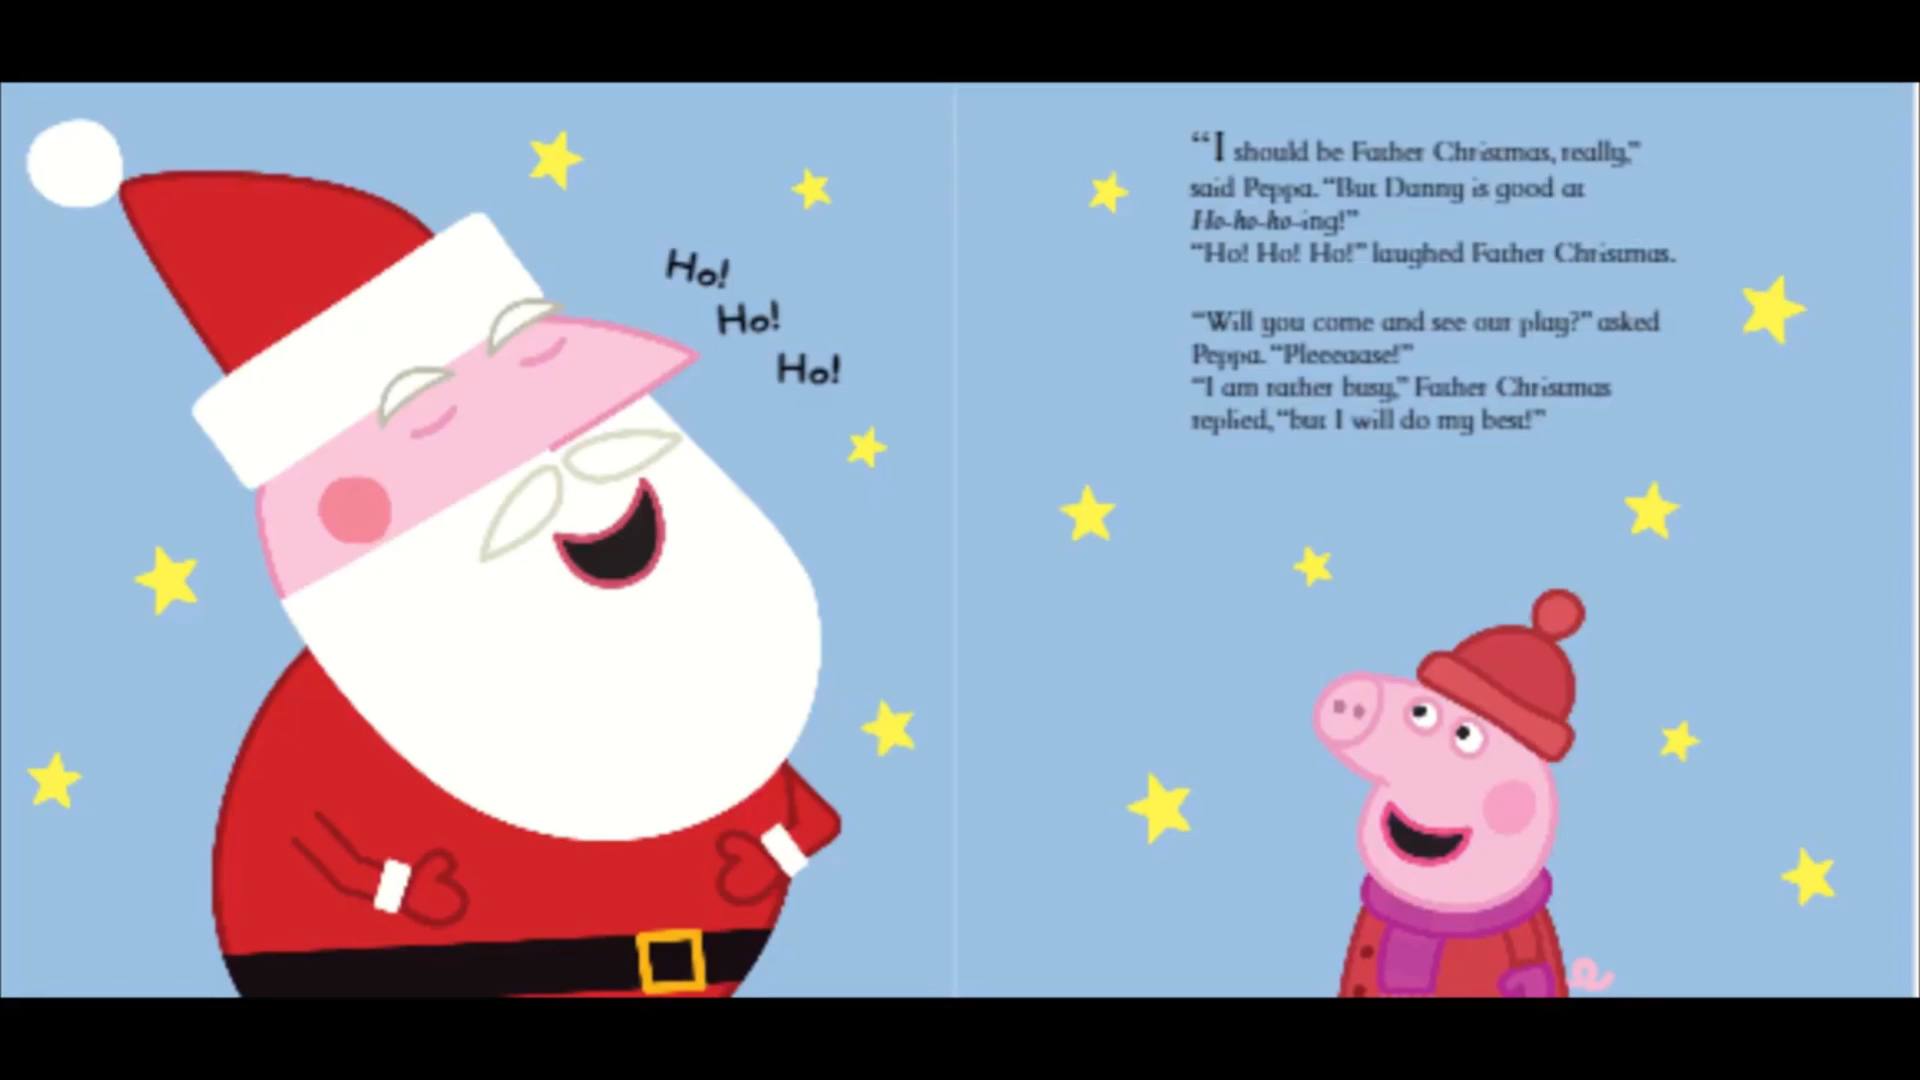 Ho!
Ho!
Ho!
“I should be Father Christmas, really,”
said Peppa. “But Danny is good at
Ho-ho-ho-ing!”
“Ho! Ho! Ho!” laughed Father Christmas.
“Will you come and see our play?” asked
Peppa. “Pleeeaase!”
“I am rather busy,” Father Christmas
replied, “but I will do my best!”